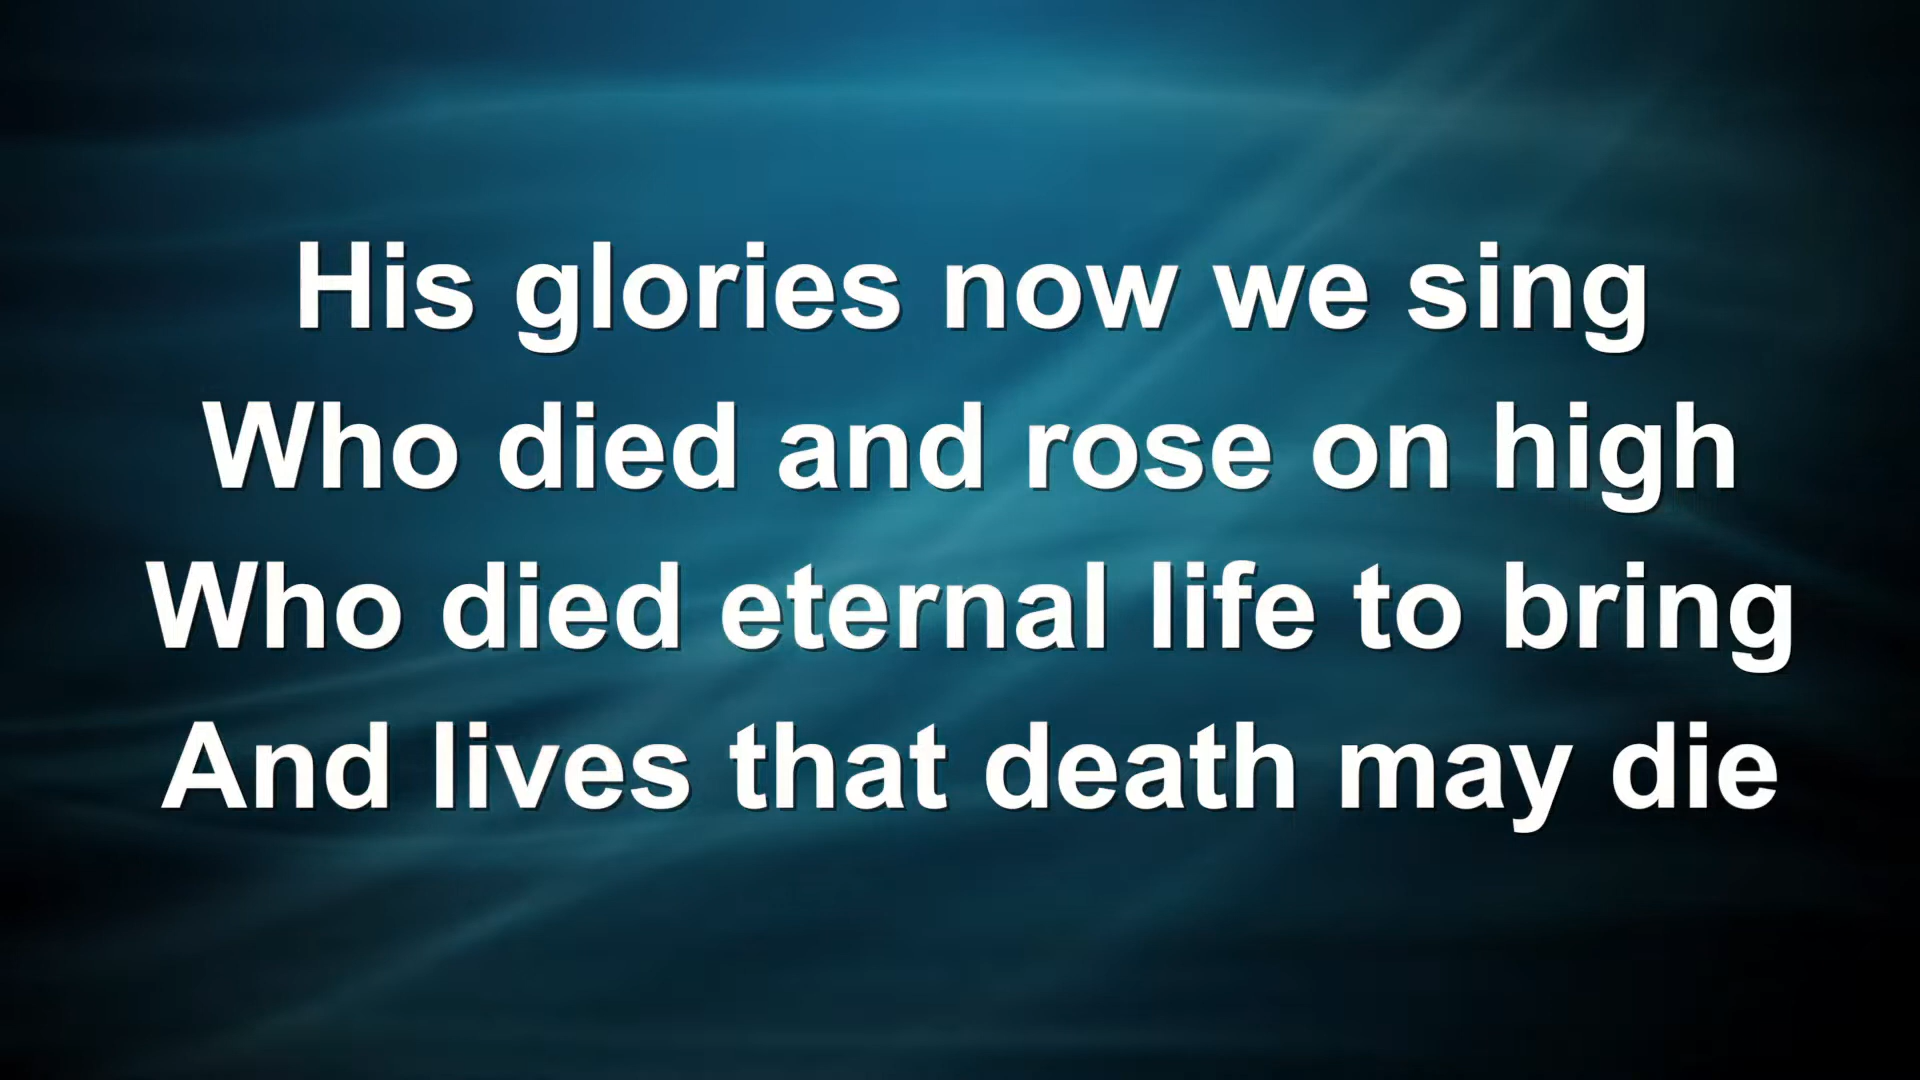 His glories now we sing
Who died and rose on high
Who died eternal life to bring
And lives that death may die